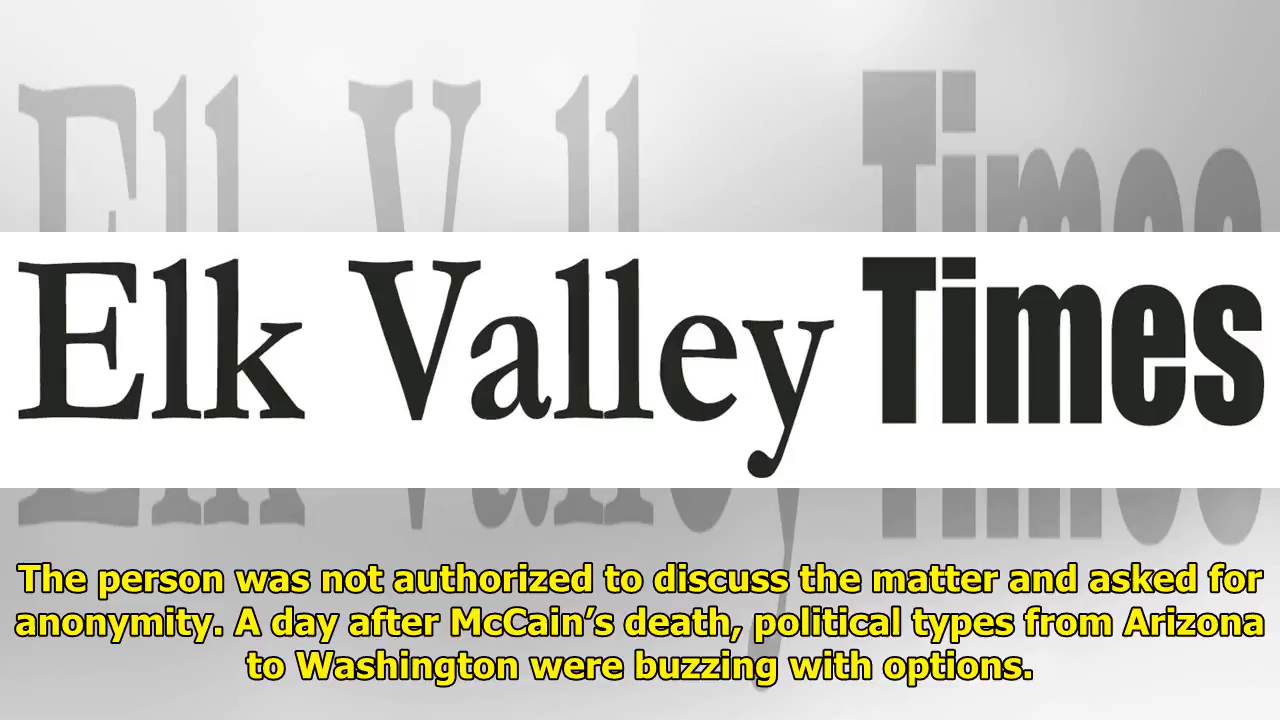 Elk Valley Times
The person was not authorized to discuss the matter and asked for
anonymity. A day after McCain’s death, political types from Arizona
to Washington were buzzing with options.